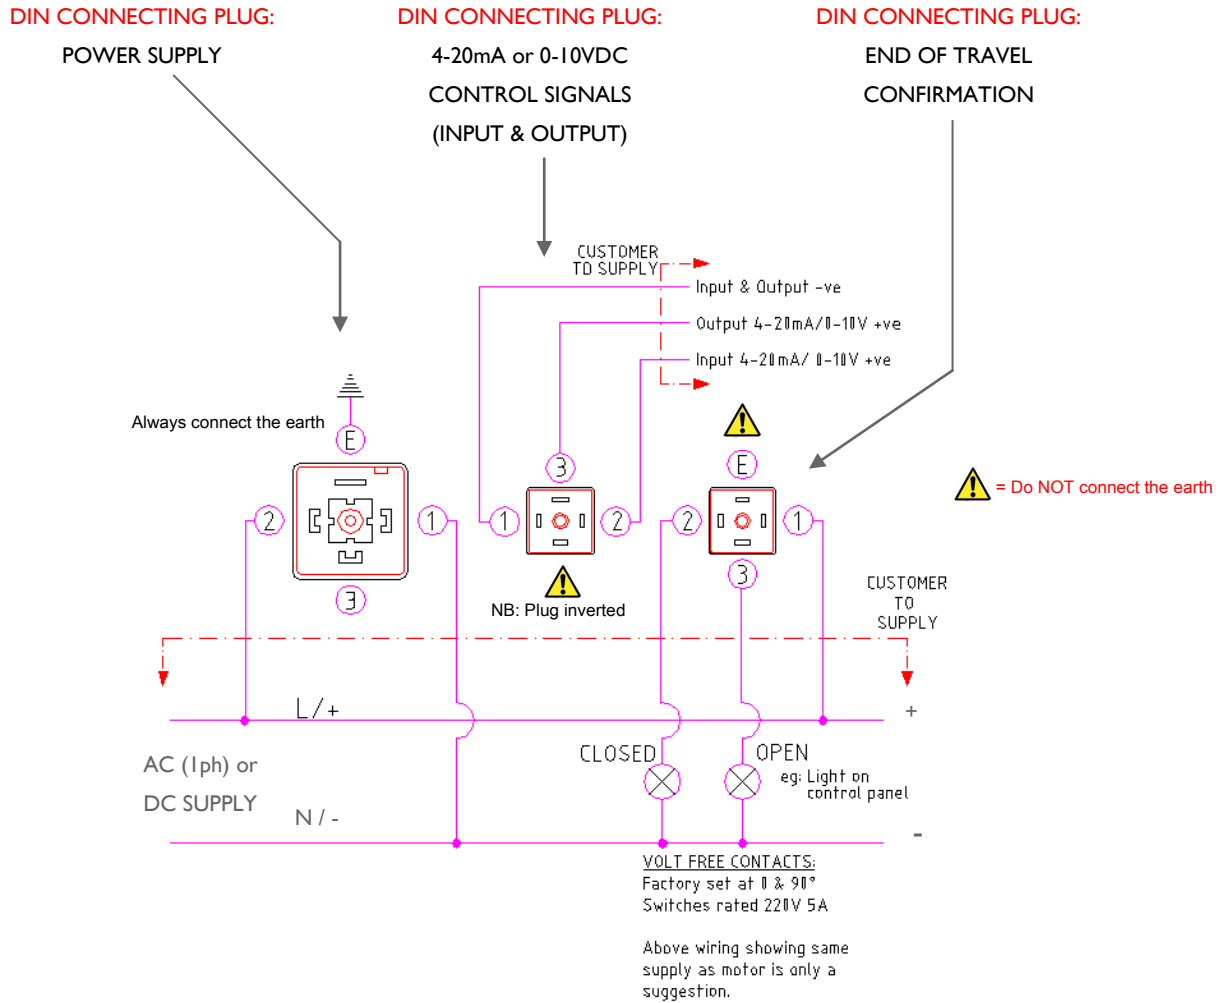 DIN CONNECTING PLUG:
POWER SUPPLY
DIN CONNECTING PLUG:
4-20mA or 0-10VDC
CONTROL SIGNALS
(INPUT & OUTPUT)
DIN CONNECTING PLUG:
END OF TRAVEL
CONFIRMATION
CUSTOMER
TO SUPPLY
Input & Output -ve
Output 4-20mA/0-10V +ve
Input 4-20mA/ 0-10V +ve
Always connect the earth
E
2
1
3
3
1
2
NB: Plug inverted
E
2
1
3
= Do NOT connect the earth
CUSTOMER
TO
SUPPLY
L/+
+
AC (1ph) or
DC SUPPLY
N / -
-
CLOSED
OPEN
eg: Light on
control panel
VOLT FREE CONTACTS:
Factory set at 0 & 90°
Switches rated 220V 5A
Above wiring showing same
supply as motor is only a
suggestion.